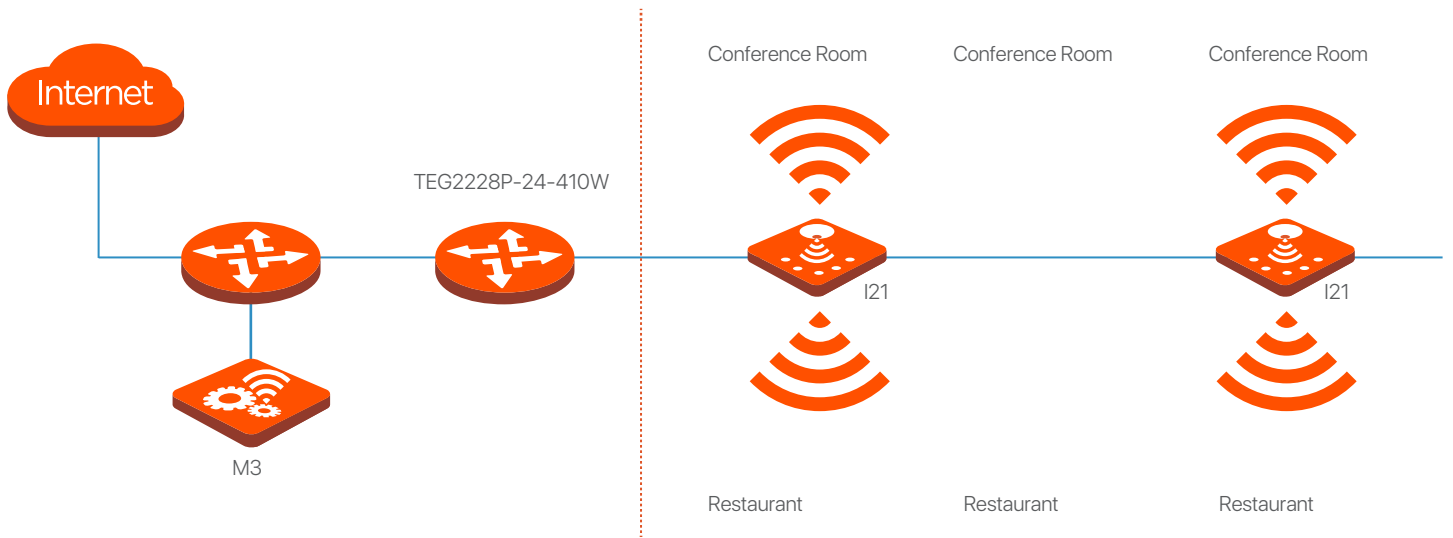 Conference Room
Conference Room
Conference Room
Internet
TEG2228P-24-410W
I21
I21
M3
Restaurant
Restaurant
Restaurant